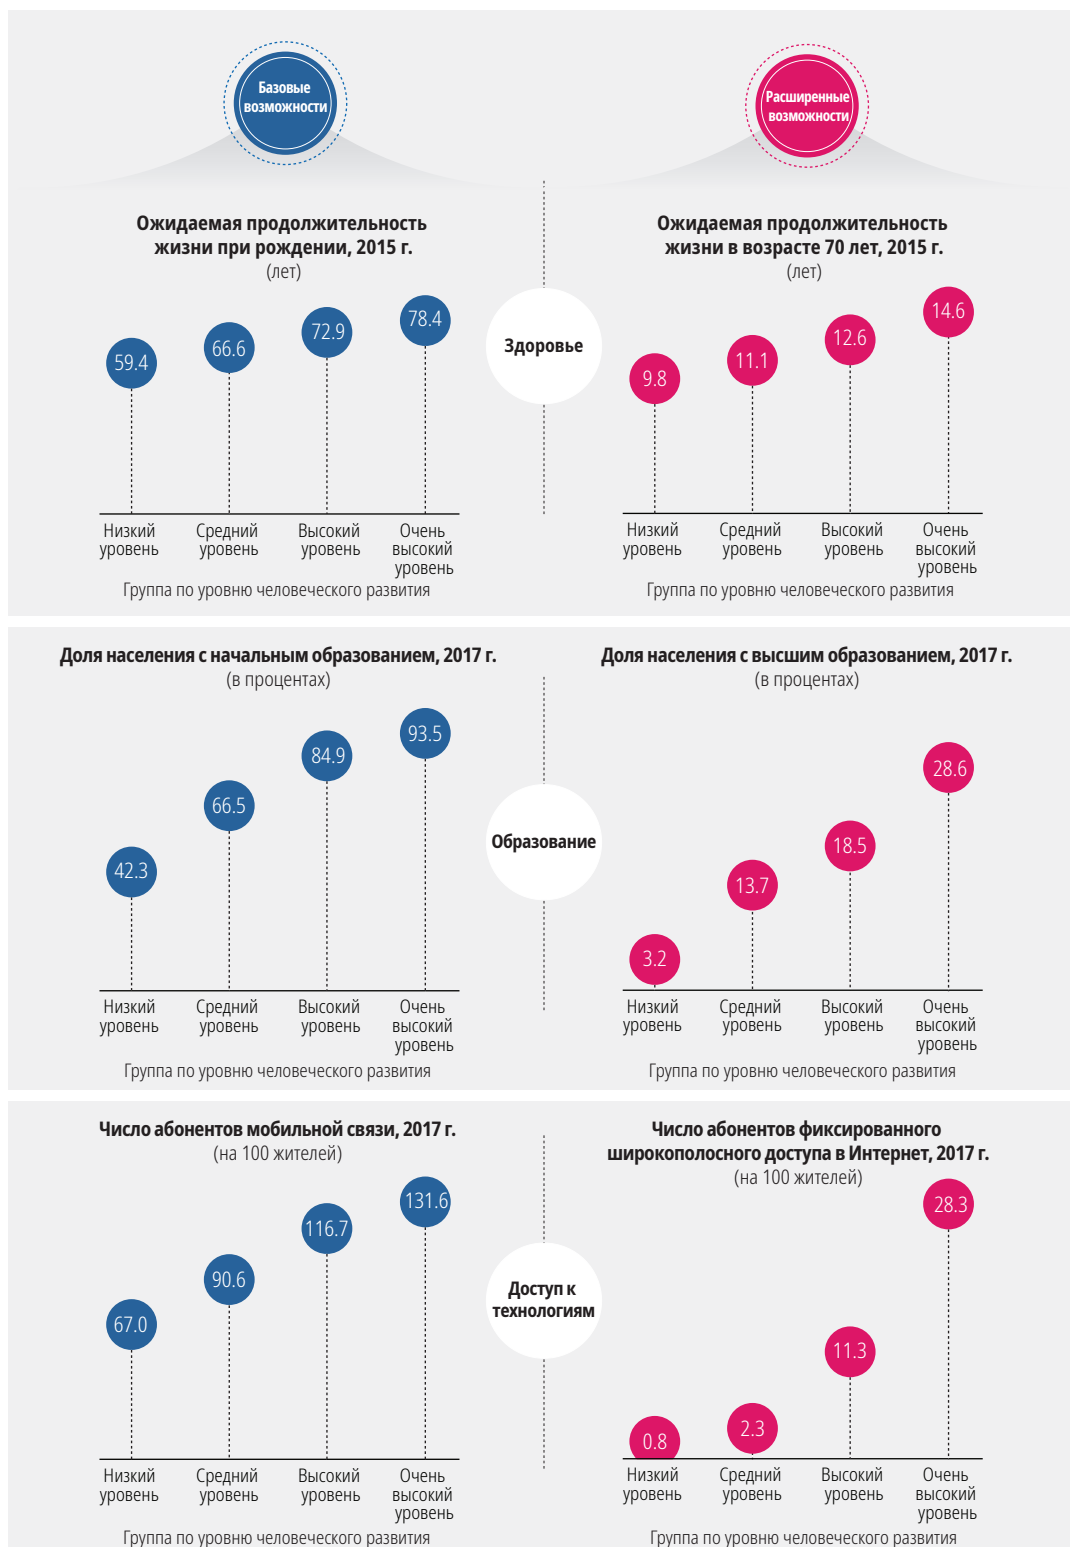 Базовые
возможности
Расширенные
возможности
Ожидаемая продолжительность
жизни при рождении, 2015 г.
(лет)
59.4
66.6
72.9
78.4
Низкий
уровень
Средний
уровень
Высокий
уровень
Очень
высокий
уровень
Группа по уровню человеческого развития
Здоровье
Ожидаемая продолжительность
жизни в возрасте 70 лет, 2015 г.
(лет)
9.8
11.1
12.6
14.6
Низкий
уровень
Средний
уровень
Высокий
уровень
Очень
высокий
уровень
Группа по уровню человеческого развития
Доля населения с начальным образованием, 2017 г.
(в процентах)
42.3
66.5
84.9
93.5
Низкий
уровень
Средний
уровень
Высокий
уровень
Очень
высокий
уровень
Группа по уровню человеческого развития
Образование
Доля населения с высшим образованием, 2017 г.
(в процентах)
3.2
13.7
18.5
28.6
Низкий
уровень
Средний
уровень
Высокий
уровень
Очень
высокий
уровень
Группа по уровню человеческого развития
Число абонентов мобильной связи, 2017 г.
(на 100 жителей)
67.0
90.6
116.7
131.6
Низкий
уровень
Средний
уровень
Высокий
уровень
Очень
высокий
уровень
Группа по уровню человеческого развития
Доступ к
технологиям
Число абонентов фиксированного
широкополосного доступа в Интернет, 2017 г.
(на 100 жителей)
0.8
2.3
11.3
28.3
Низкий
уровень
Средний
уровень
Высокий
уровень
Очень
высокий
уровень
Группа по уровню человеческого развития